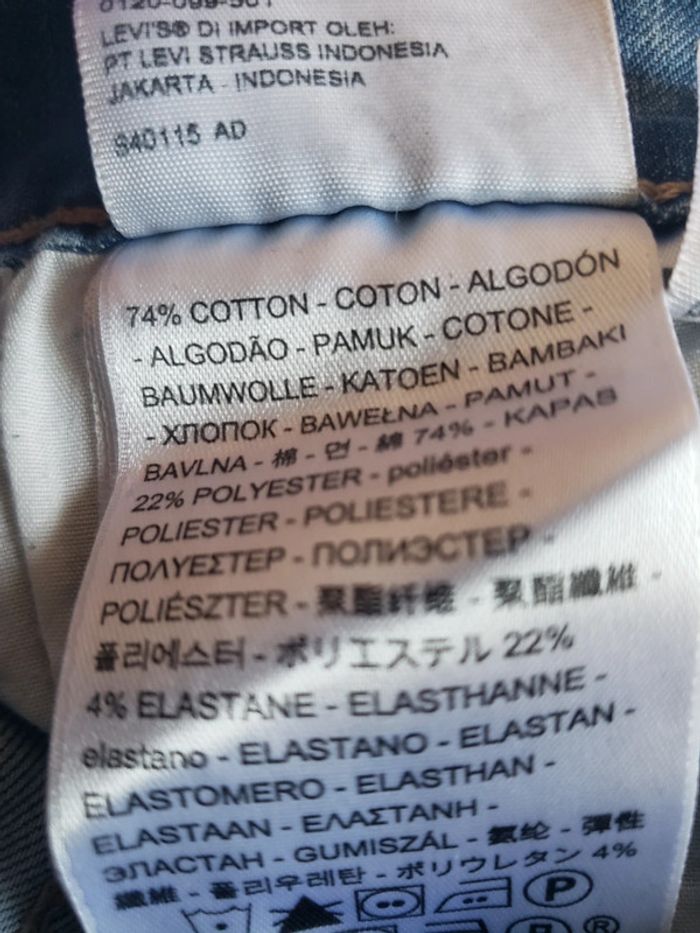 LEVI'S® DI IMPORT OLEH:
PT LEVI STRAUSS INDONESIA
JAKARTA - INDONESIA
S40115 AD
74% COTTON - COTON - ALGODÓN
- ALGODÃO - PAMUK - COTONE -
BAUMWOLLE - KATOEN - BAMBAKI
- ХЛОПОК - BAWEŁNA - PAMUT -
BAVLNA - 棉 - 면 - 綿 74% - KAPAS
22% POLYESTER - poliéster -
POLIESTER - POLIESTERE -
ΠΟΛΥΕΣΤΕΡ - ПОЛИЭСТЕР -
POLIÉSZTER - 聚酯纤维 - 聚酯纖維 -
폴리에스터 - ポリエステル 22%
4% ELASTANE - ELASTHANNE -
elastano - ELASTANO - ELASTAN -
ELASTOMERO - ELASTHAN -
ELASTAAN - ΕΛΑΣΤΑΝΗ -
ЭЛАСТАН - GUMISZÁL - 氨纶 - 彈性
纖維 - 폴리우레탄 - ポリウレタン 4%
P
®